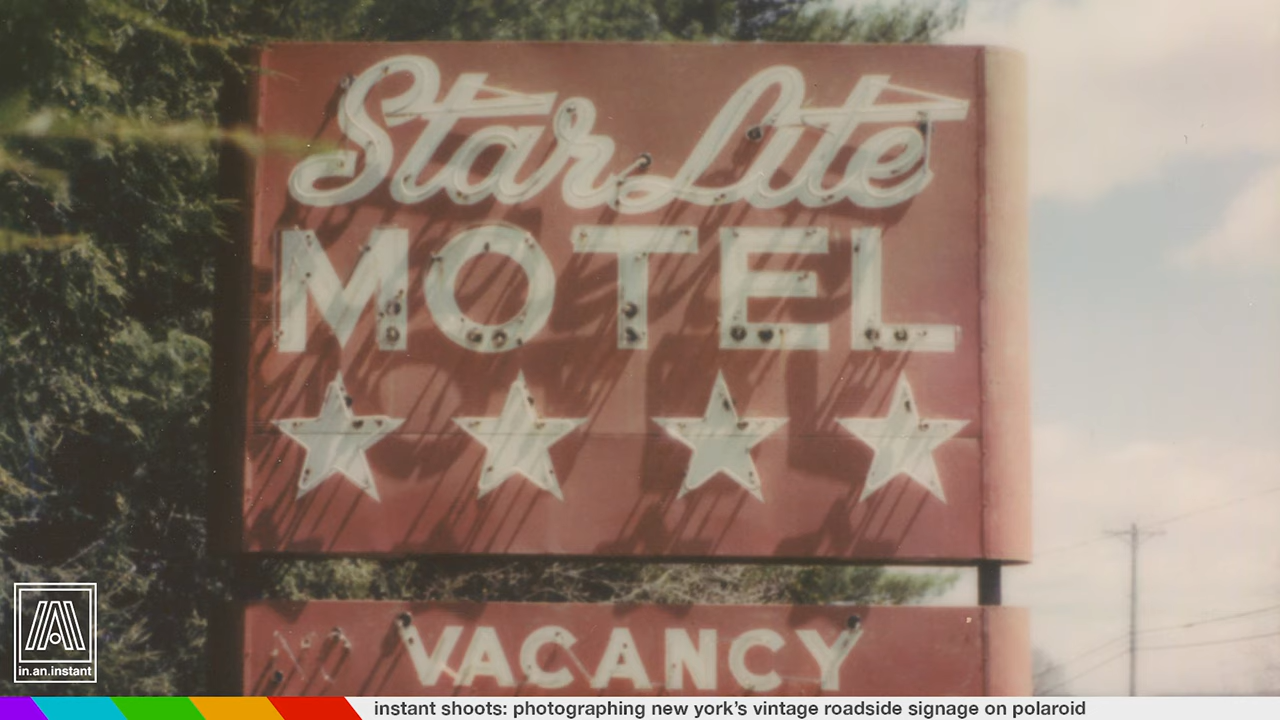 Star Lite
MOTEL
VACANCY
in.an.instant
instant shoots: photographing new york's vintage roadside signage on polaroid